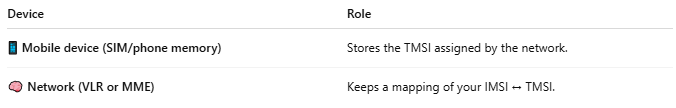 Device Role
📱 Mobile device (SIM/phone memory) Stores the TMSI assigned by the network.
🧠 Network (VLR or MME) Keeps a mapping of your IMSI ↔ TMSI.